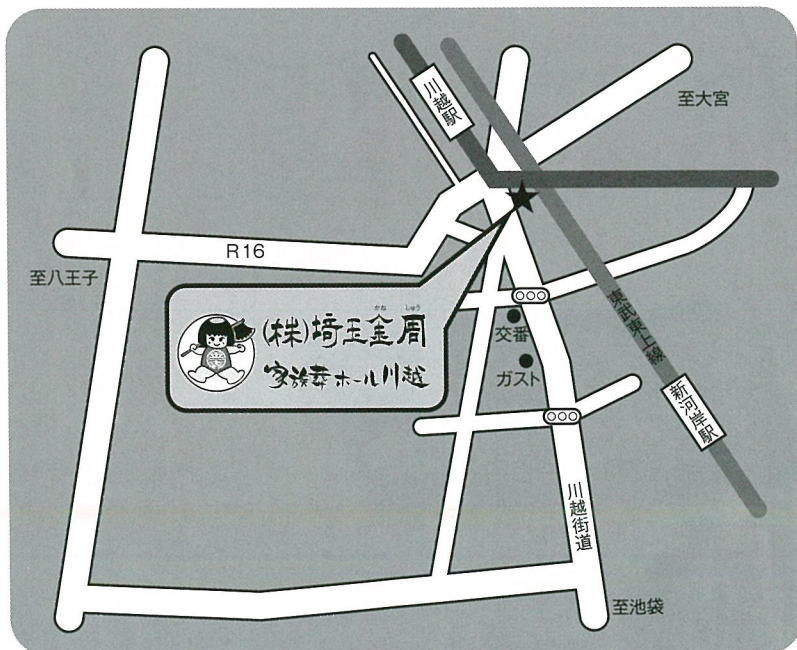 川越駅
至大宮
R16
至八王子
かね しゅう
(株)埼玉金周
家族葬ホール川越
交番
ガスト
東武東上線
新河岸駅
川越街道
至池袋